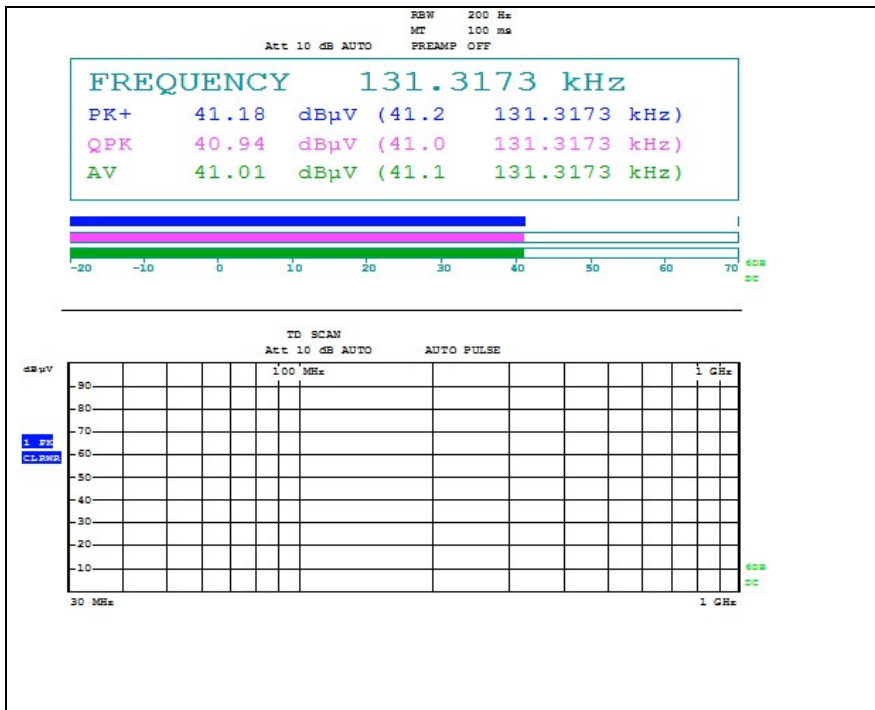 RBW 200 Hz
MT 100 ms
Att 10 dB AUTO PREAMP OFF
FREQUENCY 131.3173 kHz
PK+ 41.18 dBµV (41.2 131.3173 kHz)
QPK 40.94 dBµV (41.0 131.3173 kHz)
AV 41.01 dBµV (41.1 131.3173 kHz)
-20 -10 0 10 20 30 40 50 60 70
6DB
DC
TD SCAN
Att 10 dB AUTO AUTO PULSE
dBµV
100 MHz 1 GHz
90
80
70
1 PK
60
CLRWR
50
40
30
20
10
6DB
DC
30 MHz 1 GHz